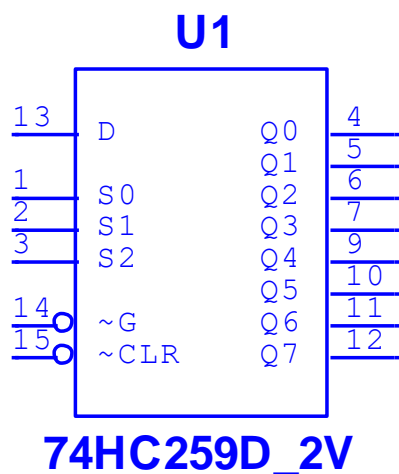 U1
13 D Q0 4
Q1 5
1 S0 Q2 6
2 S1 Q3 7
3 S2 Q4 9
Q5 10
14 ~G Q6 11
15 ~CLR Q7 12
74HC259D_2V